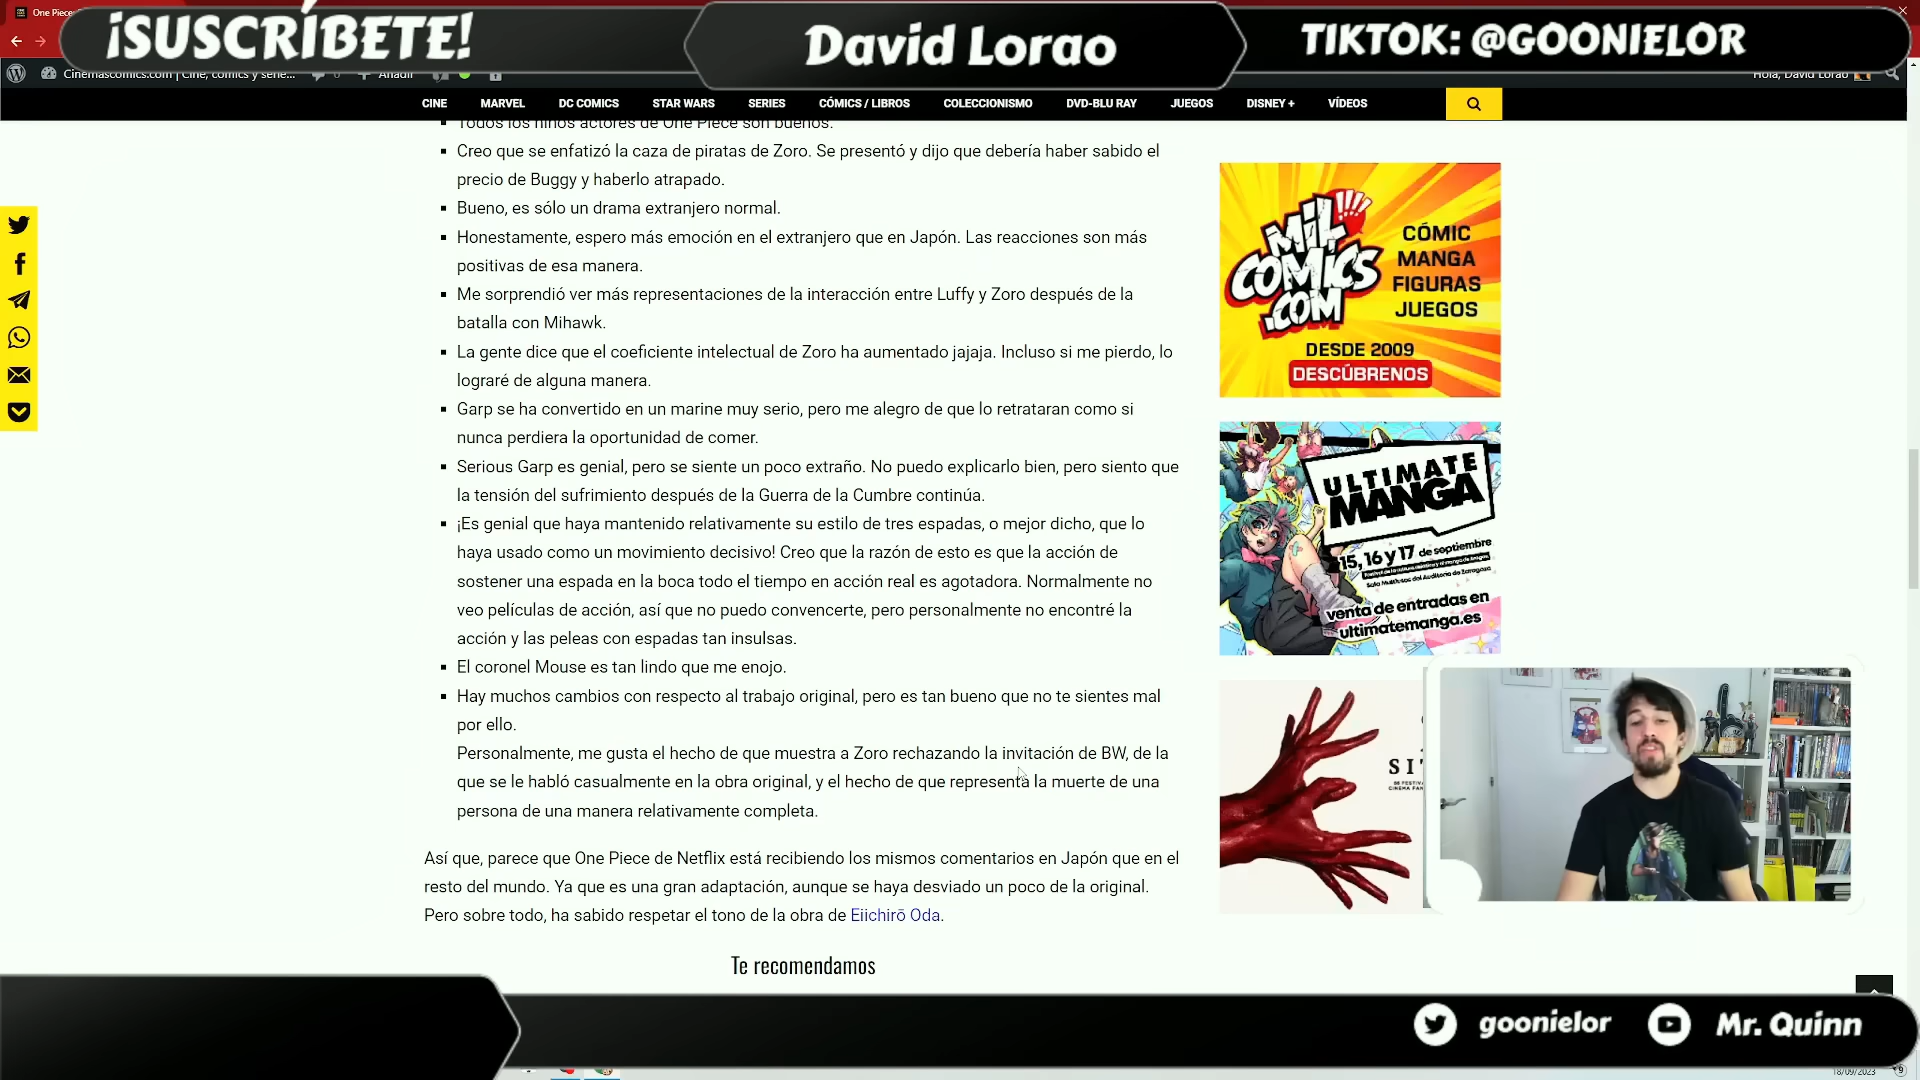 One Piece:
¡SUSCRÍBETE!
David Lorao
TIKTOK: @GOONIELOR
Cinemascomics.com | Cine, comics y serie...
0
Añadir
Hola, David Lorao
CINE
MARVEL
DC COMICS
STAR WARS
SERIES
CÓMICS / LIBROS
COLECCIONISMO
DVD-BLU RAY
JUEGOS
DISNEY +
VÍDEOS
Todos los niños actores de One Piece son buenos.
Creo que se enfatizó la caza de piratas de Zoro. Se presentó y dijo que debería haber sabido el
precio de Buggy y haberlo atrapado.
Bueno, es sólo un drama extranjero normal.
Honestamente, espero más emoción en el extranjero que en Japón. Las reacciones son más
positivas de esa manera.
Me sorprendió ver más representaciones de la interacción entre Luffy y Zoro después de la
batalla con Mihawk.
La gente dice que el coeficiente intelectual de Zoro ha aumentado jajaja. Incluso si me pierdo, lo
lograré de alguna manera.
Garp se ha convertido en un marine muy serio, pero me alegro de que lo retrataran como si
nunca perdiera la oportunidad de comer.
Serious Garp es genial, pero se siente un poco extraño. No puedo explicarlo bien, pero siento que
la tensión del sufrimiento después de la Guerra de la Cumbre continúa.
¡Es genial que haya mantenido relativamente su estilo de tres espadas, o mejor dicho, que lo
haya usado como un movimiento decisivo! Creo que la razón de esto es que la acción de
sostener una espada en la boca todo el tiempo en acción real es agotadora. Normalmente no
veo películas de acción, así que no puedo convencerte, pero personalmente no encontré la
acción y las peleas con espadas tan insulsas.
El coronel Mouse es tan lindo que me enojo.
Hay muchos cambios con respecto al trabajo original, pero es tan bueno que no te sientes mal
por ello.
Personalmente, me gusta el hecho de que muestra a Zoro rechazando la invitación de BW, de la
que se le habló casualmente en la obra original, y el hecho de que representa la muerte de una
persona de una manera relativamente completa.
Así que, parece que One Piece de Netflix está recibiendo los mismos comentarios en Japón que en el
resto del mundo. Ya que es una gran adaptación, aunque se haya desviado un poco de la original.
Pero sobre todo, ha sabido respetar el tono de la obra de Eiichirō Oda.
Te recomendamos
MIL
COMICS
.COM
CÓMIC
MANGA
FIGURAS
JUEGOS
DESDE 2009
DESCÚBRENOS
ULTIMATE
MANGA
15, 16 y 17 de septiembre
Sala Multiusos del Auditorio de Zaragoza
venta de entradas en
ultimatemanga.es
SIT
goonielor
Mr. Quinn
18/09/2023
9